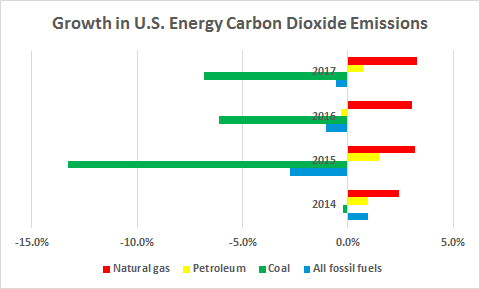 Growth in U.S. Energy Carbon Dioxide Emissions
2017
2016
2015
2014
-15.0% -10.0% -5.0% 0.0% 5.0%
Natural gas Petroleum Coal All fossil fuels